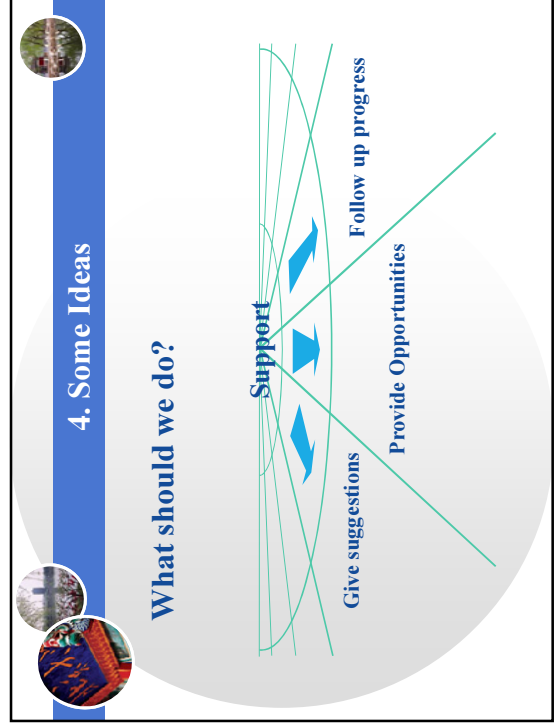 4. Some Ideas
What should we do?
Support
Give suggestions
Provide Opportunities
Follow up progress